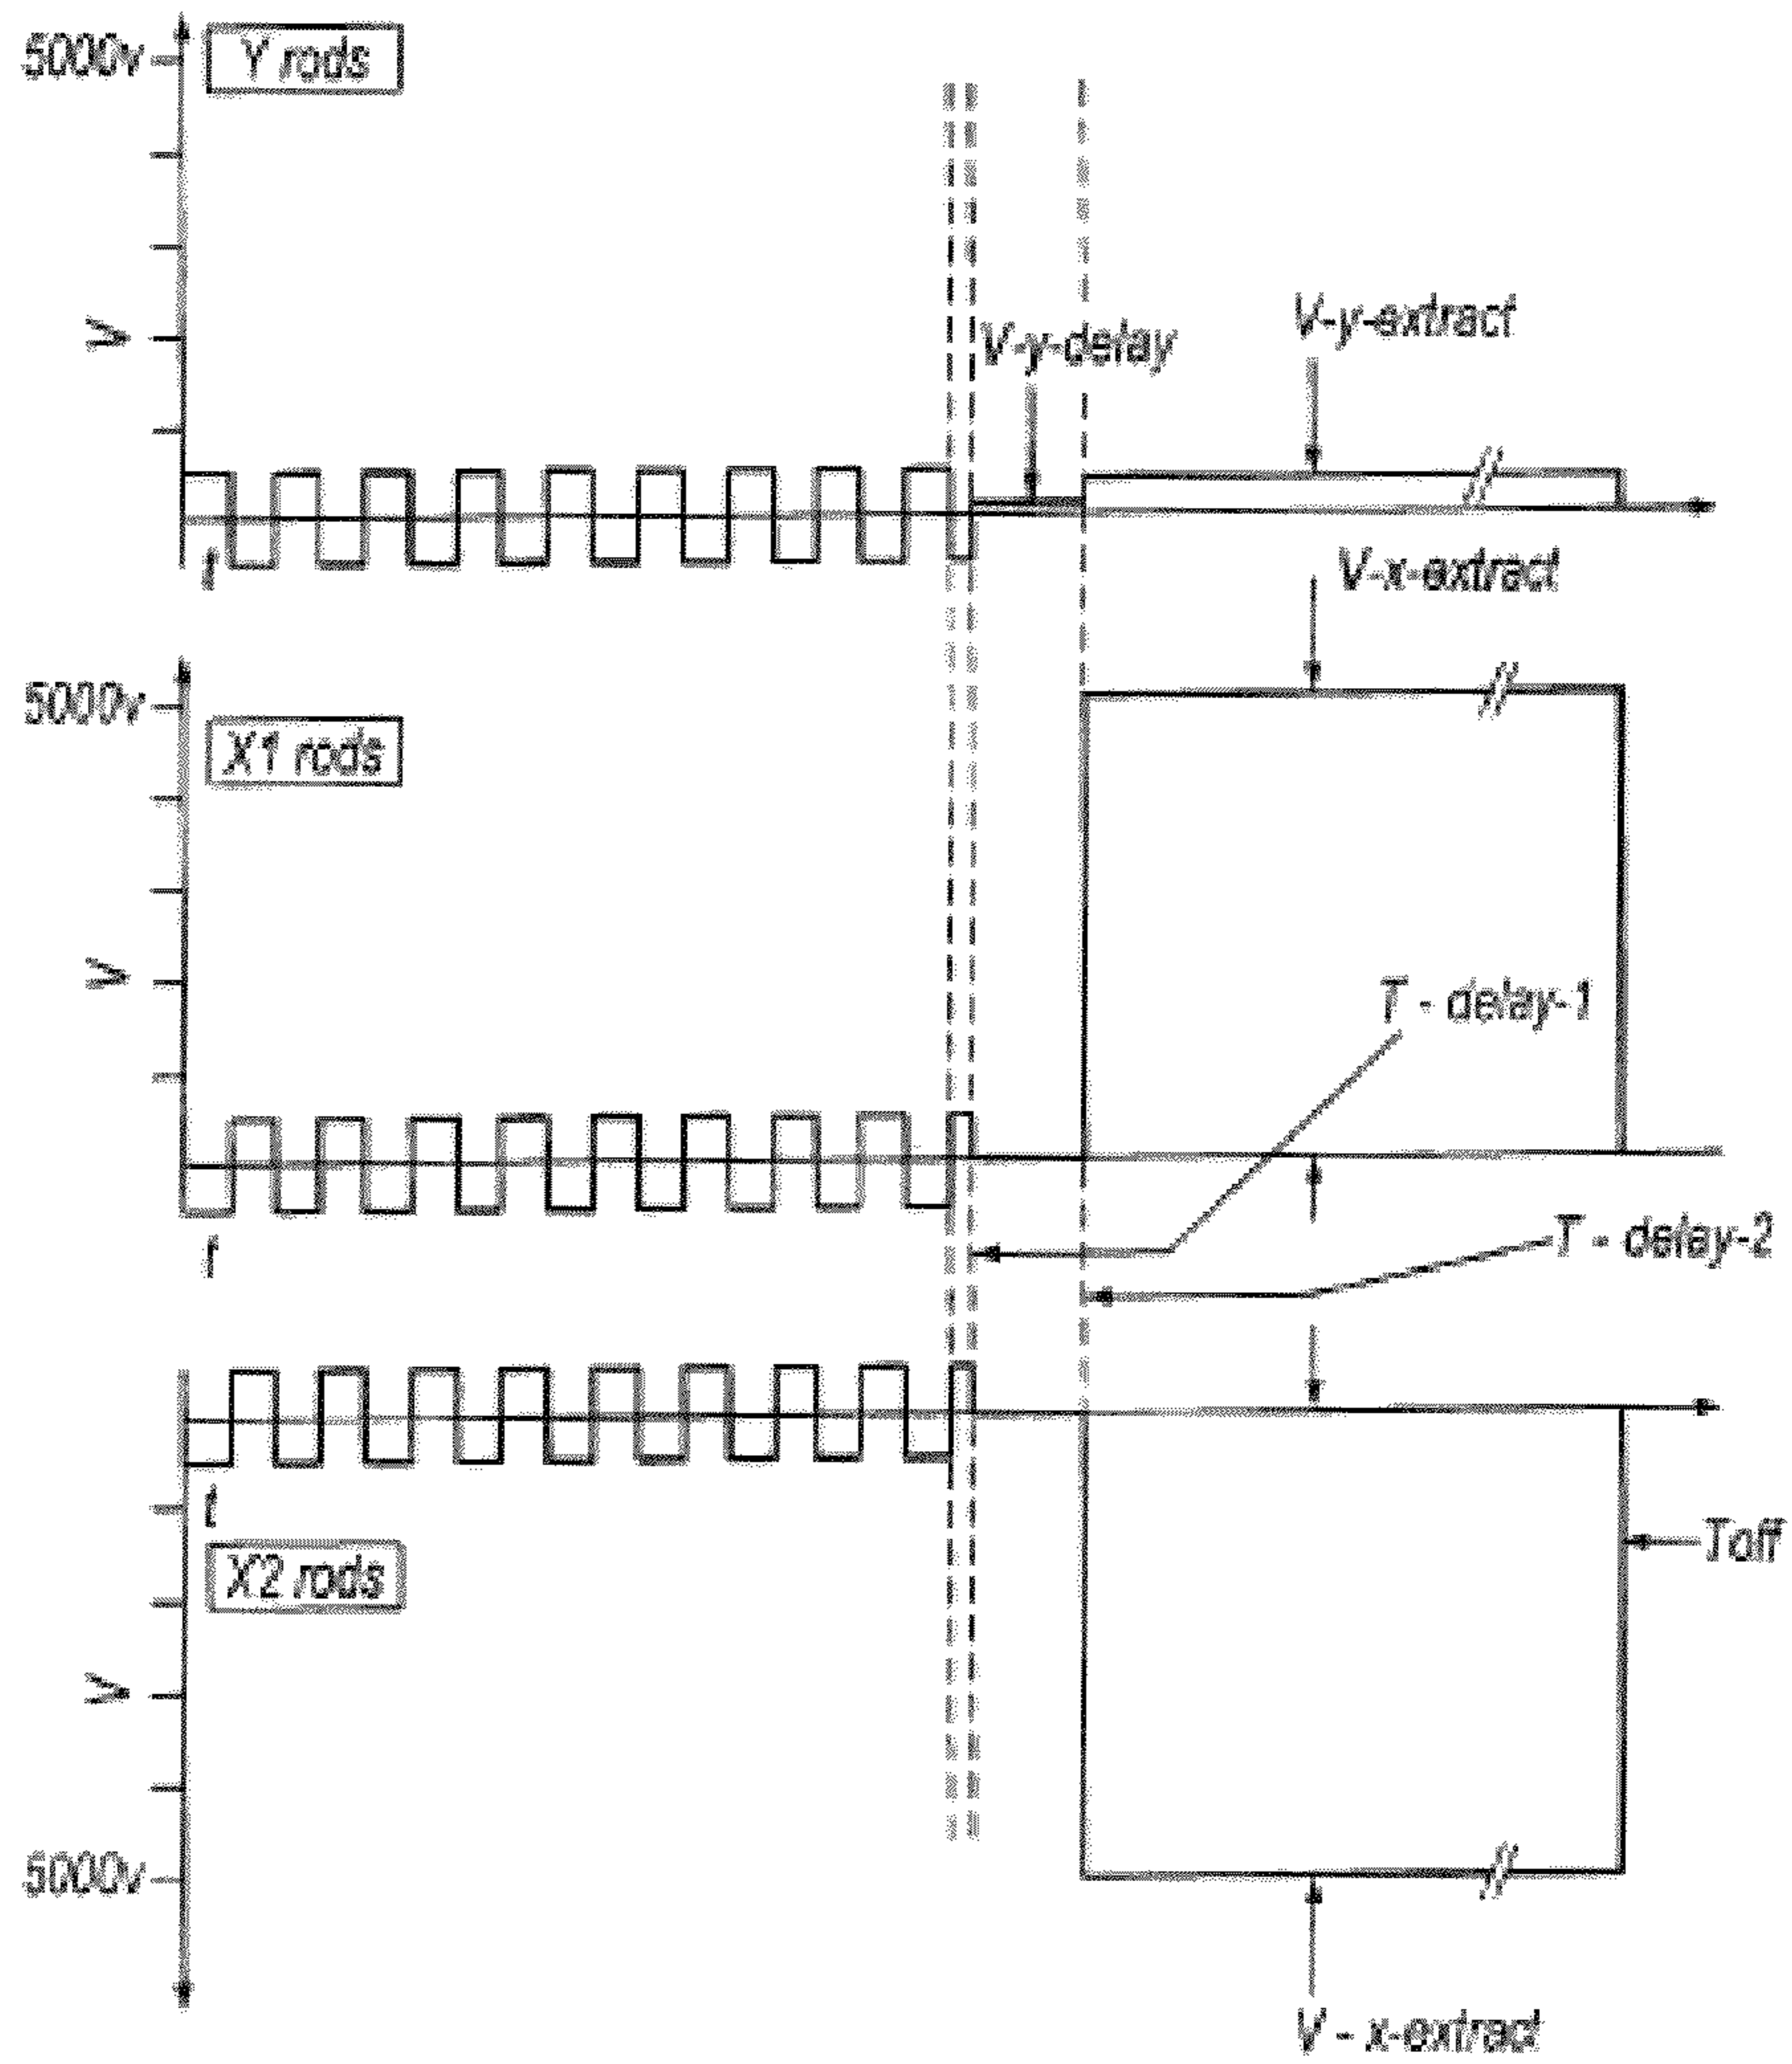 5000v
Y rods
V
V-y-delay
V-y-extract
t
V-x-extract
5000v
X1 rods
V
T - delay-1
t
T - delay-2
t
X2 rods
Toff
V
5000v
V - x-extract